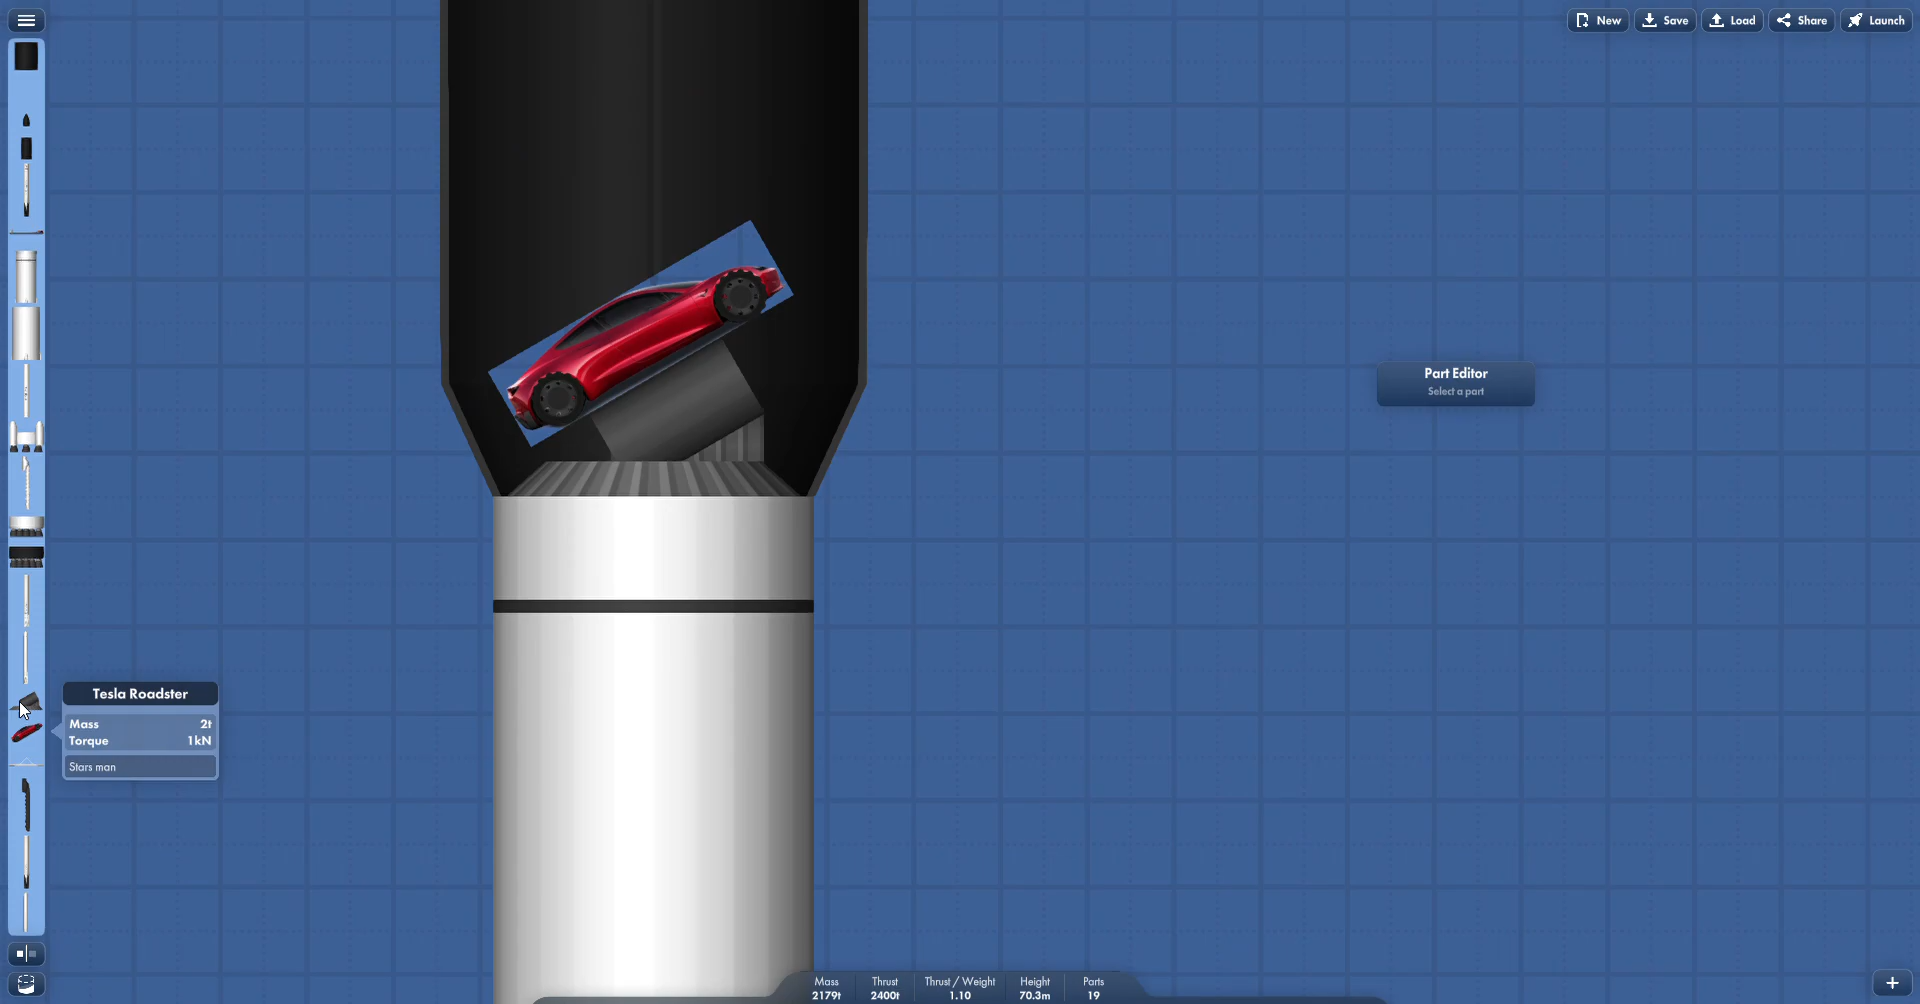 New
Save
Load
Share
Launch
Part Editor
Select a part
Tesla Roadster
Mass 2t
Torque 1kN
Stars man
Mass Thrust Thrust / Weight Height Parts
2179t 2400t 1.10 70.3m 19